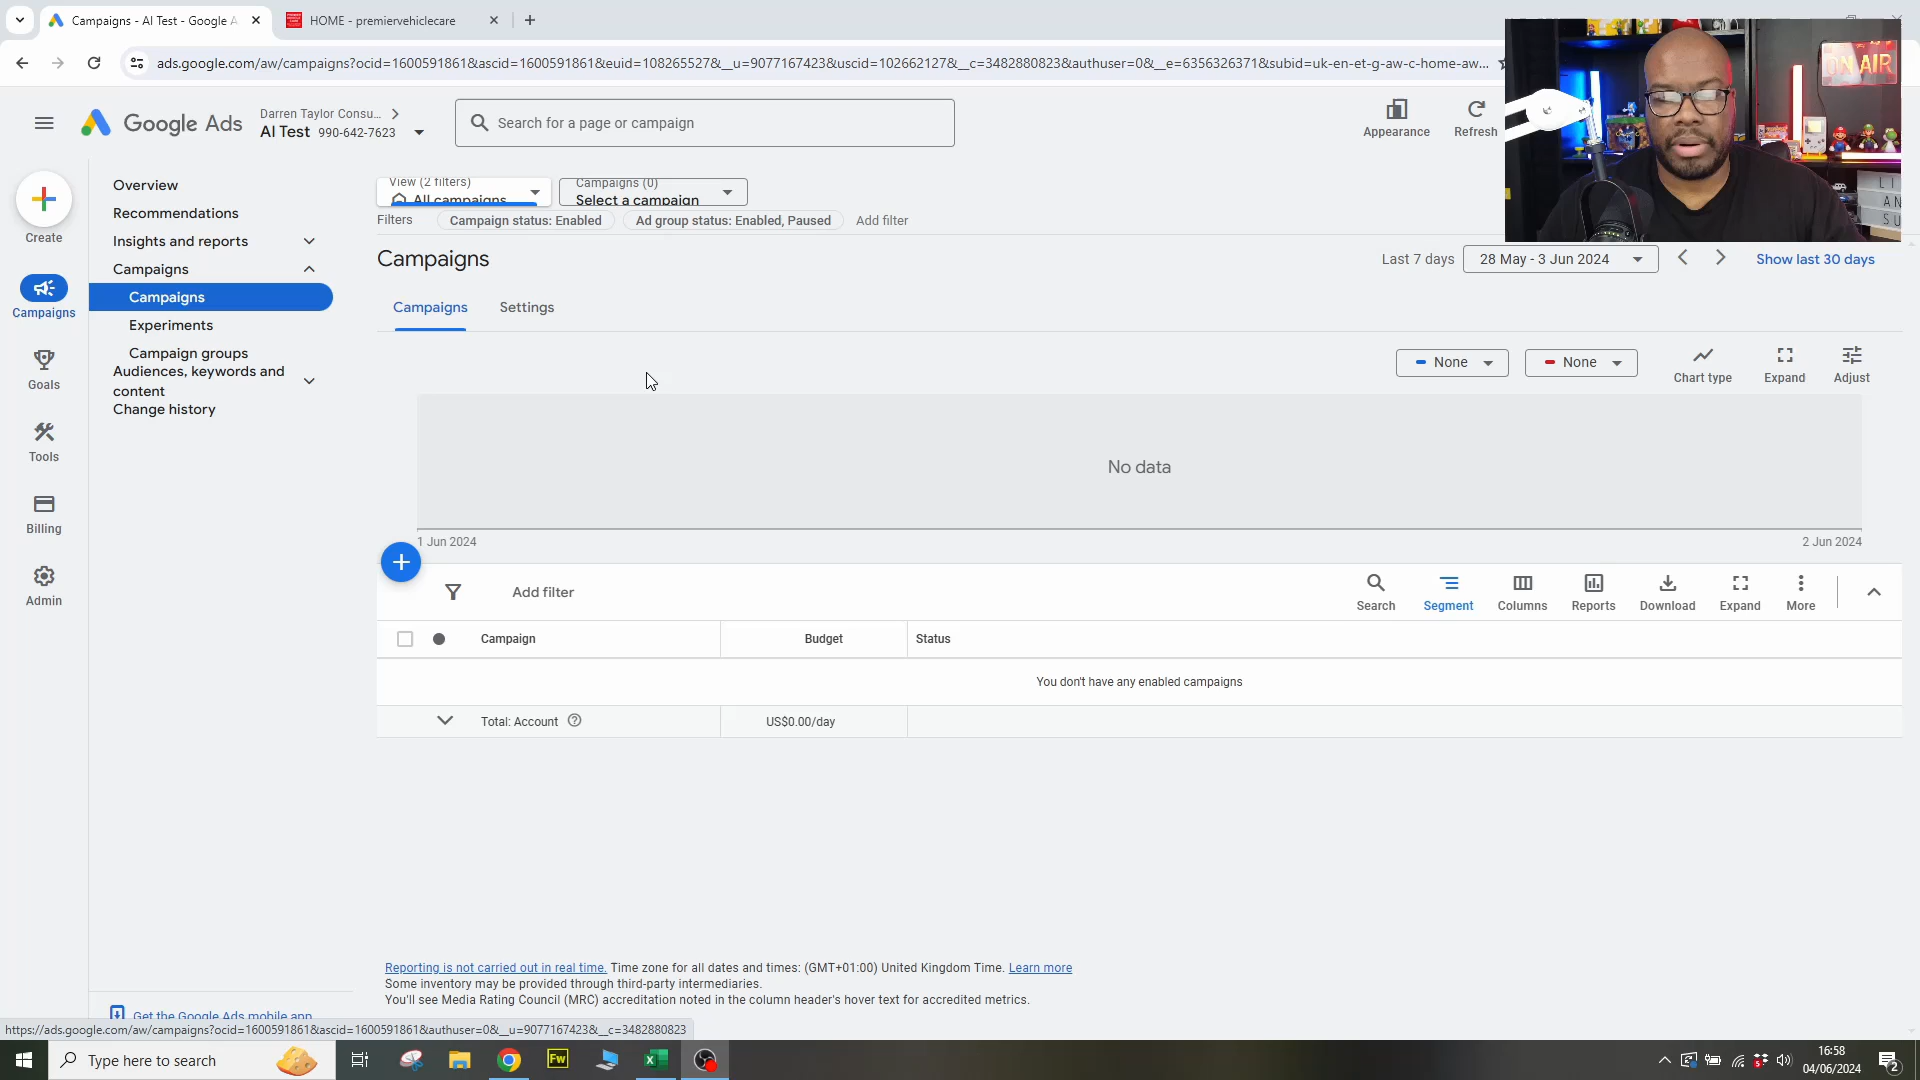 Campaigns - AI Test - Google A
HOME - premiervehiclecare
ads.google.com/aw/campaigns?ocid=1600591861&ascid=1600591861&euid=108265527&__u=9077167423&uscid=102662127&__c=3482880823&authuser=0&__e=6356326371&subid=uk-en-et-g-aw-c-home-aw...
Google Ads
Darren Taylor Consu...
AI Test 990-642-7623
Search for a page or campaign
Appearance
Refresh
ON AIR
Create
Campaigns
Goals
Tools
Billing
Admin
Overview
Recommendations
Insights and reports
Campaigns
Campaigns
Experiments
Campaign groups
Audiences, keywords and
content
Change history
View (2 filters)
All campaigns
Campaigns (0)
Select a campaign
Filters
Campaign status: Enabled
Ad group status: Enabled, Paused
Add filter
Campaigns
Last 7 days
28 May - 3 Jun 2024
Show last 30 days
Campaigns
Settings
None
None
Chart type
Expand
Adjust
No data
1 Jun 2024
2 Jun 2024
Add filter
Search
Segment
Columns
Reports
Download
Expand
More
Campaign
Budget
Status
You don't have any enabled campaigns
Total: Account
US$0.00/day
Reporting is not carried out in real time. Time zone for all dates and times: (GMT+01:00) United Kingdom Time. Learn more
Some inventory may be provided through third-party intermediaries.
You'll see Media Rating Council (MRC) accreditation noted in the column header's hover text for accredited metrics.
Get the Google Ads mobile app
https://ads.google.com/aw/campaigns?ocid=1600591861&ascid=1600591861&authuser=0&__u=9077167423&__c=3482880823
Type here to search
Fw
16:58
04/06/2024
2